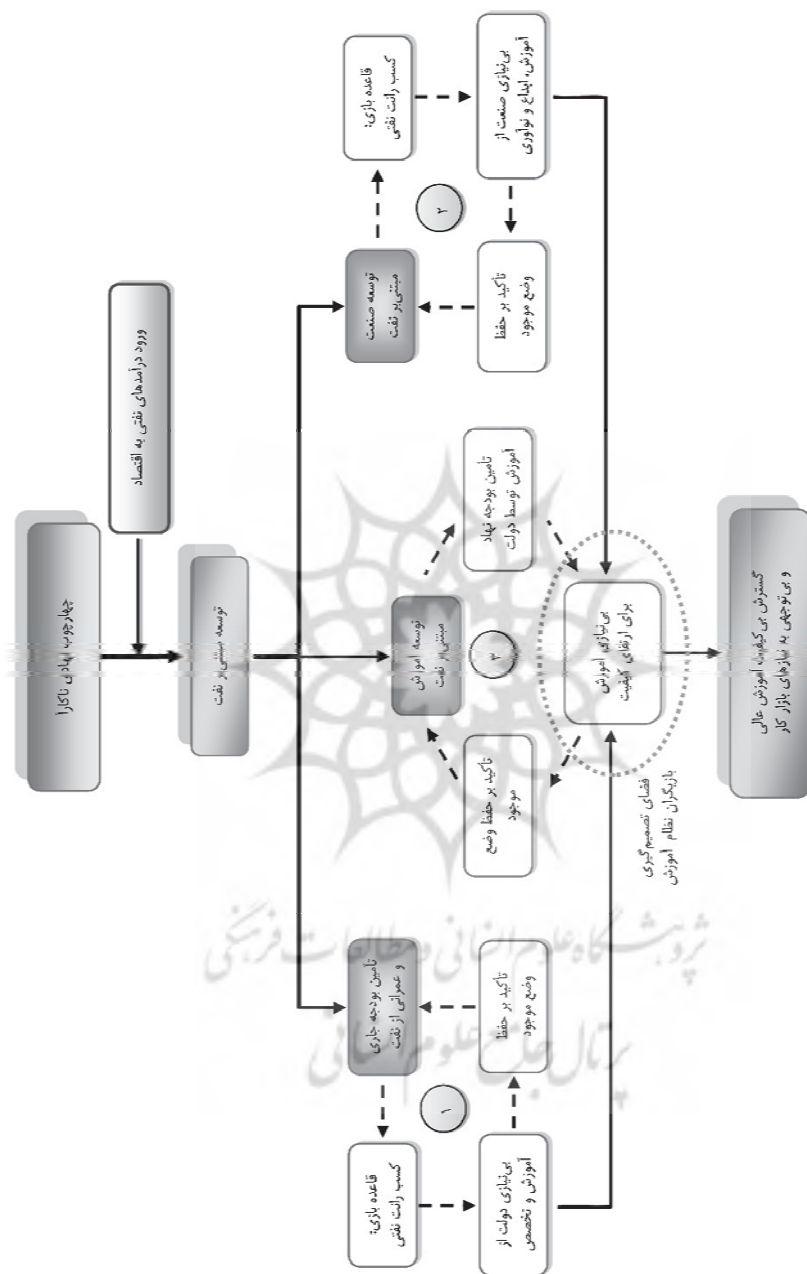 چهارچوب نهادی ناکارا
ورود درآمدهای نفتی به اقتصاد
توسعه مبتنی‌بر نفت
توسعه صنعت
مبتنی‌بر نفت
قاعده بازی:
کسب رانت نفتی
بی‌نیازی صنعت از
آموزش، ابداع و نوآوری
تأکید بر حفظ
وضع موجود
۲
توسعه آموزش
مبتنی‌بر نفت
تامین بودجه نهاد
آموزش توسط دولت
بی‌نیازی آموزش
برای ارتقای کیفیت
تأکید بر حفظ وضع
موجود
۳
فضای تصمیم‌گیری
بازیگران نظام آموزش
تامین بودجه جاری
و عمرانی از نفت
قاعده بازی:
کسب رانت نفتی
بی‌نیازی دولت از
آموزش و تخصص
تأکید بر حفظ
وضع موجود
۱
گسترش بی‌کیفیت آموزش عالی
و بی‌توجهی به نیازهای بازار کار
پژوهشگاه علوم انسانی و مطالعات فرهنگی
پرتال جامع علوم انسانی